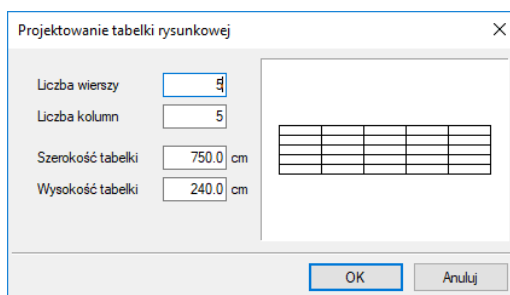 Projektowanie tabelki rysunkowej
Liczba wierszy 5
Liczba kolumn 5
Szerokość tabelki 750.0 cm
Wysokość tabelki 240.0 cm
OK Anuluj